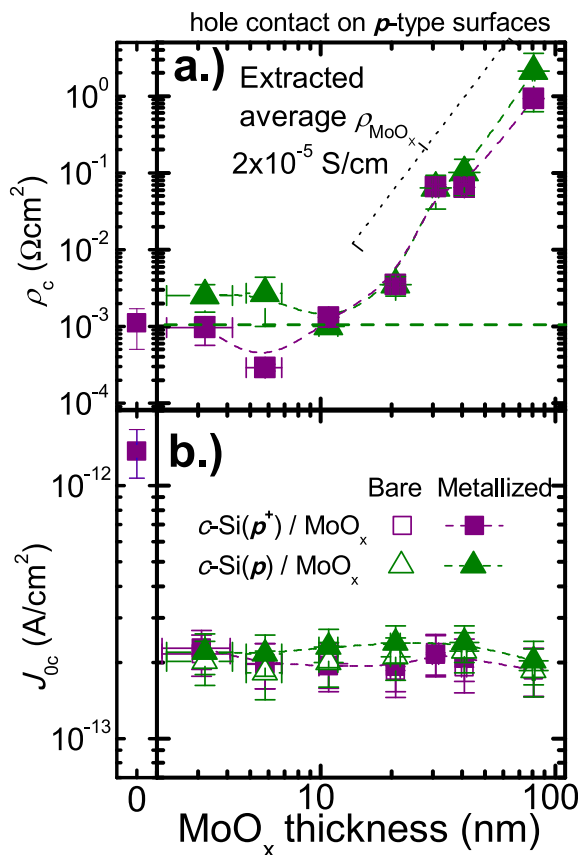 hole contact on p-type surfaces
a.)
Extracted
average ρMoOₓ
2x10⁻⁵ S/cm
10⁰
10⁻¹
10⁻²
10⁻³
10⁻⁴
ρc (Ωcm²)
b.)
Bare Metallized
c-Si(p⁺) / MoOₓ
c-Si(p) / MoOₓ
10⁻¹²
10⁻¹³
J₀c (A/cm²)
0 10 100
MoOₓ thickness (nm)